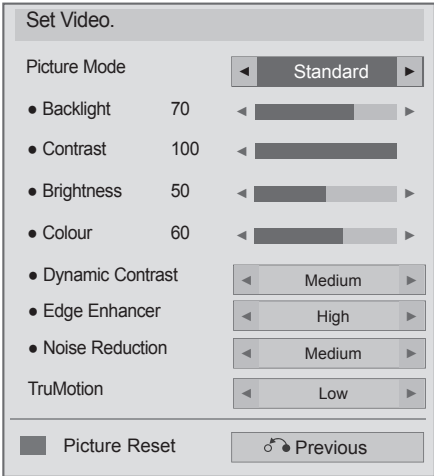 Set Video.
Picture Mode ◄ Standard ►
● Backlight 70 ◄ ►
● Contrast 100 ◄
● Brightness 50 ◄ ►
● Colour 60 ◄ ►
● Dynamic Contrast ◄ Medium ►
● Edge Enhancer ◄ High ►
● Noise Reduction ◄ Medium ►
TruMotion ◄ Low ►
Picture Reset Previous